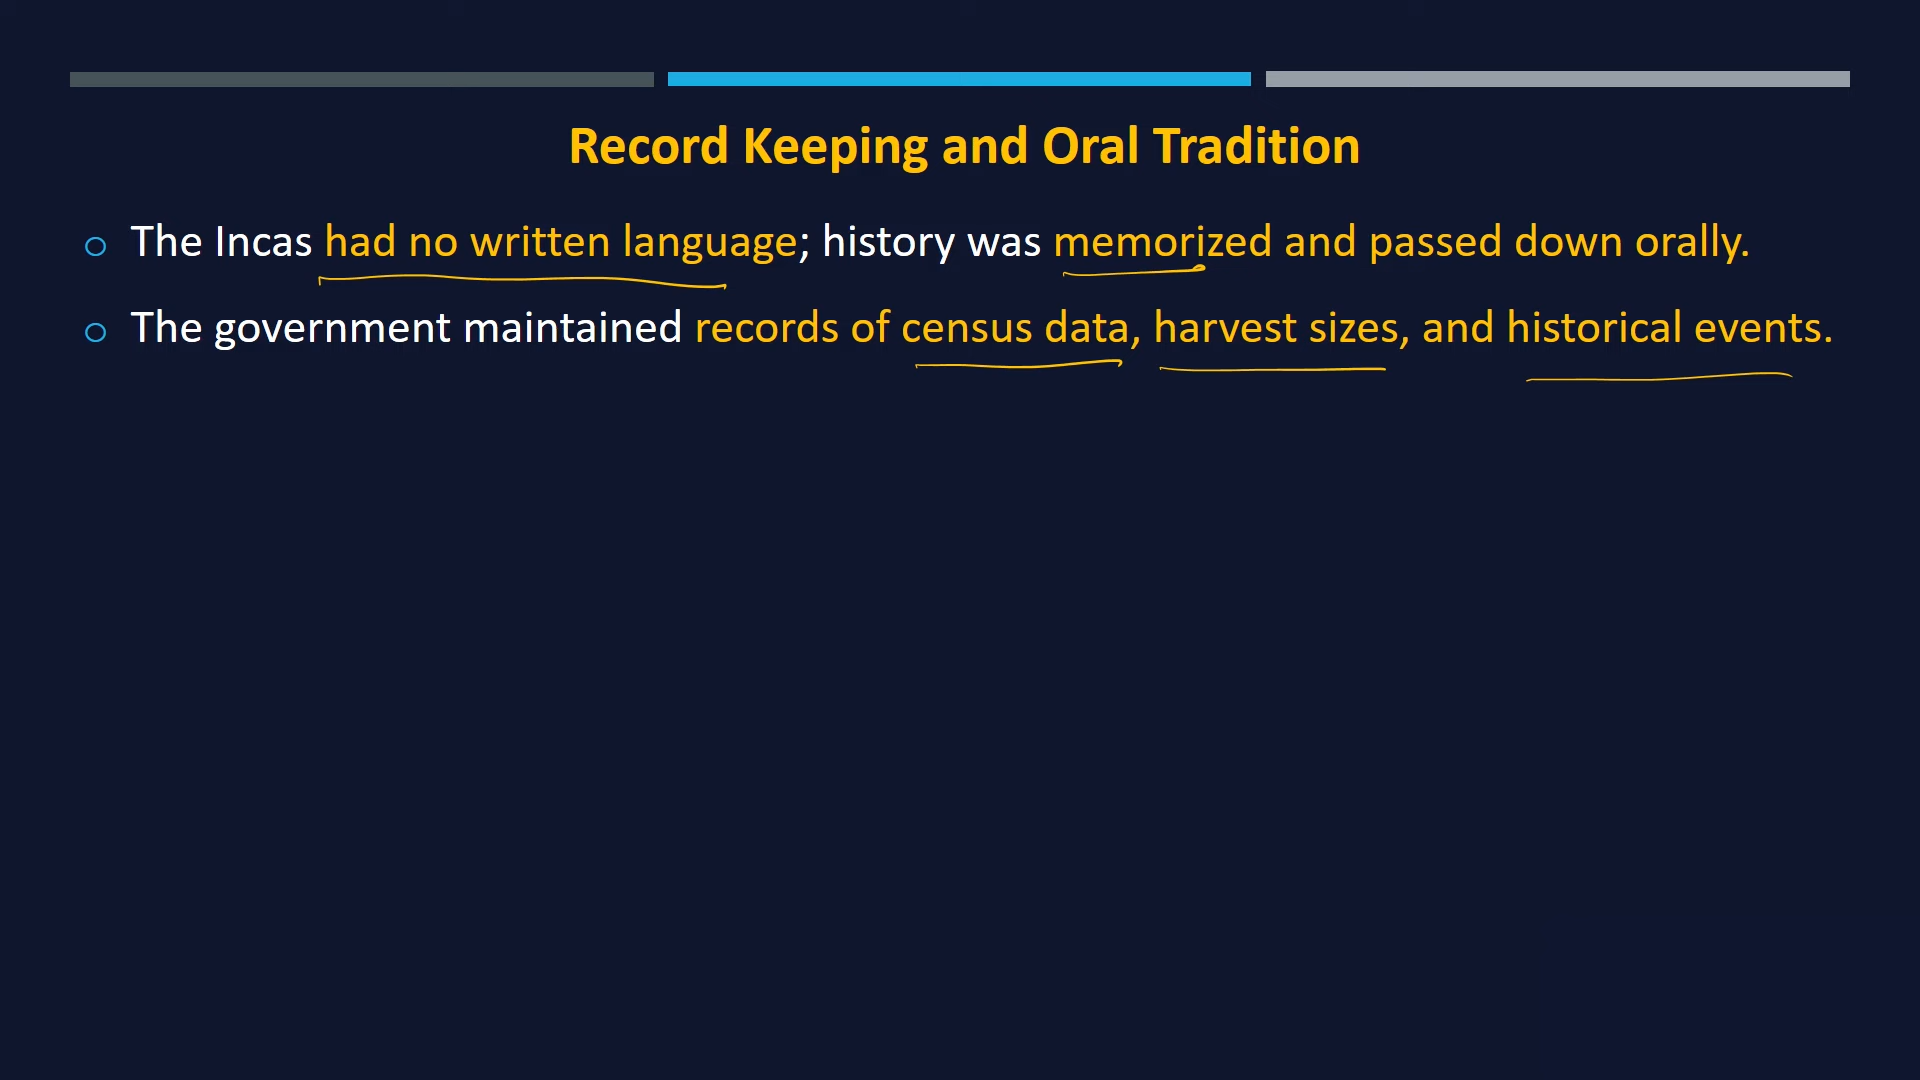 Record Keeping and Oral Tradition
The Incas had no written language; history was memorized and passed down orally.
The government maintained records of census data, harvest sizes, and historical events.